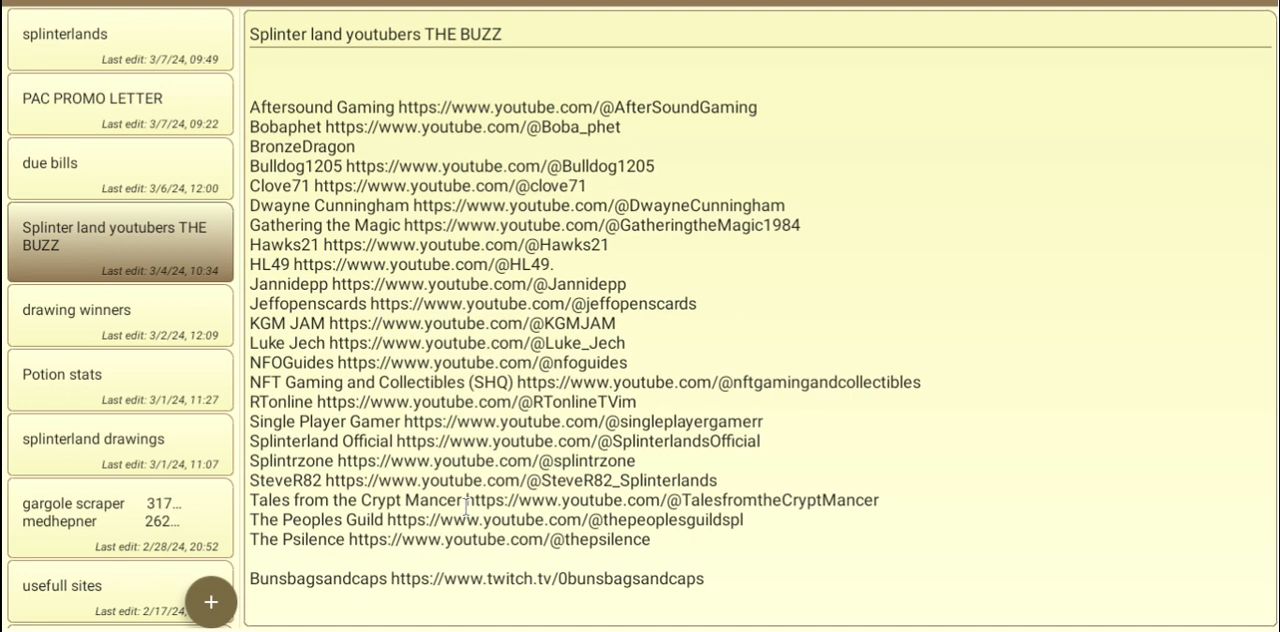 splinterlands
Last edit: 3/7/24, 09:49
PAC PROMO LETTER
Last edit: 3/7/24, 09:22
due bills
Last edit: 3/6/24, 12:00
Splinter land youtubers THE
BUZZ
Last edit: 3/4/24, 10:34
drawing winners
Last edit: 3/2/24, 12:09
Potion stats
Last edit: 3/1/24, 11:27
splinterland drawings
Last edit: 3/1/24, 11:07
gargole scraper 317...
medhepner 262...
Last edit: 2/28/24, 20:52
usefull sites
Last edit: 2/17/24,
+
Splinter land youtubers THE BUZZ
Aftersound Gaming https://www.youtube.com/@AfterSoundGaming
Bobaphet https://www.youtube.com/@Boba_phet
BronzeDragon
Bulldog1205 https://www.youtube.com/@Bulldog1205
Clove71 https://www.youtube.com/@clove71
Dwayne Cunningham https://www.youtube.com/@DwayneCunningham
Gathering the Magic https://www.youtube.com/@GatheringtheMagic1984
Hawks21 https://www.youtube.com/@Hawks21
HL49 https://www.youtube.com/@HL49.
Jannidepp https://www.youtube.com/@Jannidepp
Jeffopenscards https://www.youtube.com/@jeffopenscards
KGM JAM https://www.youtube.com/@KGMJAM
Luke Jech https://www.youtube.com/@Luke_Jech
NFOGuides https://www.youtube.com/@nfoguides
NFT Gaming and Collectibles (SHQ) https://www.youtube.com/@nftgamingandcollectibles
RTonline https://www.youtube.com/@RTonlineTVim
Single Player Gamer https://www.youtube.com/@singleplayergamerr
Splinterland Official https://www.youtube.com/@SplinterlandsOfficial
Splintrzone https://www.youtube.com/@splintrzone
SteveR82 https://www.youtube.com/@SteveR82_Splinterlands
Tales from the Crypt Mancer https://www.youtube.com/@TalesfromtheCryptMancer
The Peoples Guild https://www.youtube.com/@thepeoplesguildspl
The Psilence https://www.youtube.com/@thepsilence
Bunsbagsandcaps https://www.twitch.tv/0bunsbagsandcaps